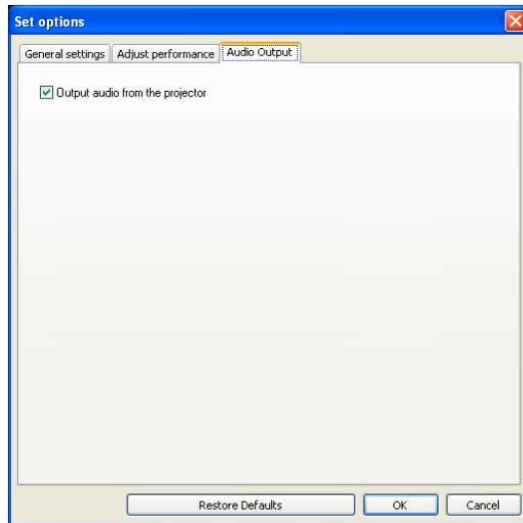 Set options
General settings Adjust performance Audio Output
Output audio from the projector
Restore Defaults OK Cancel